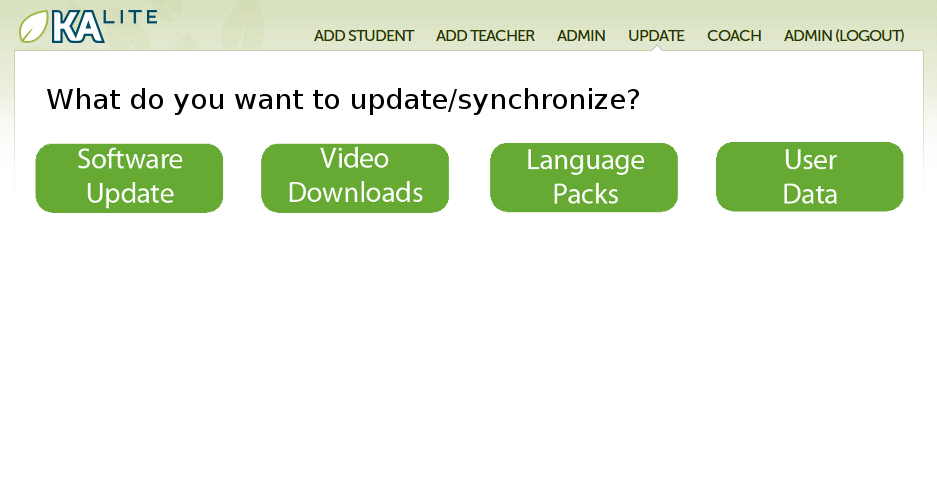 KA LITE
ADD STUDENT ADD TEACHER ADMIN UPDATE COACH ADMIN (LOGOUT)
What do you want to update/synchronize?
Software
Update
Video
Downloads
Language
Packs
User
Data